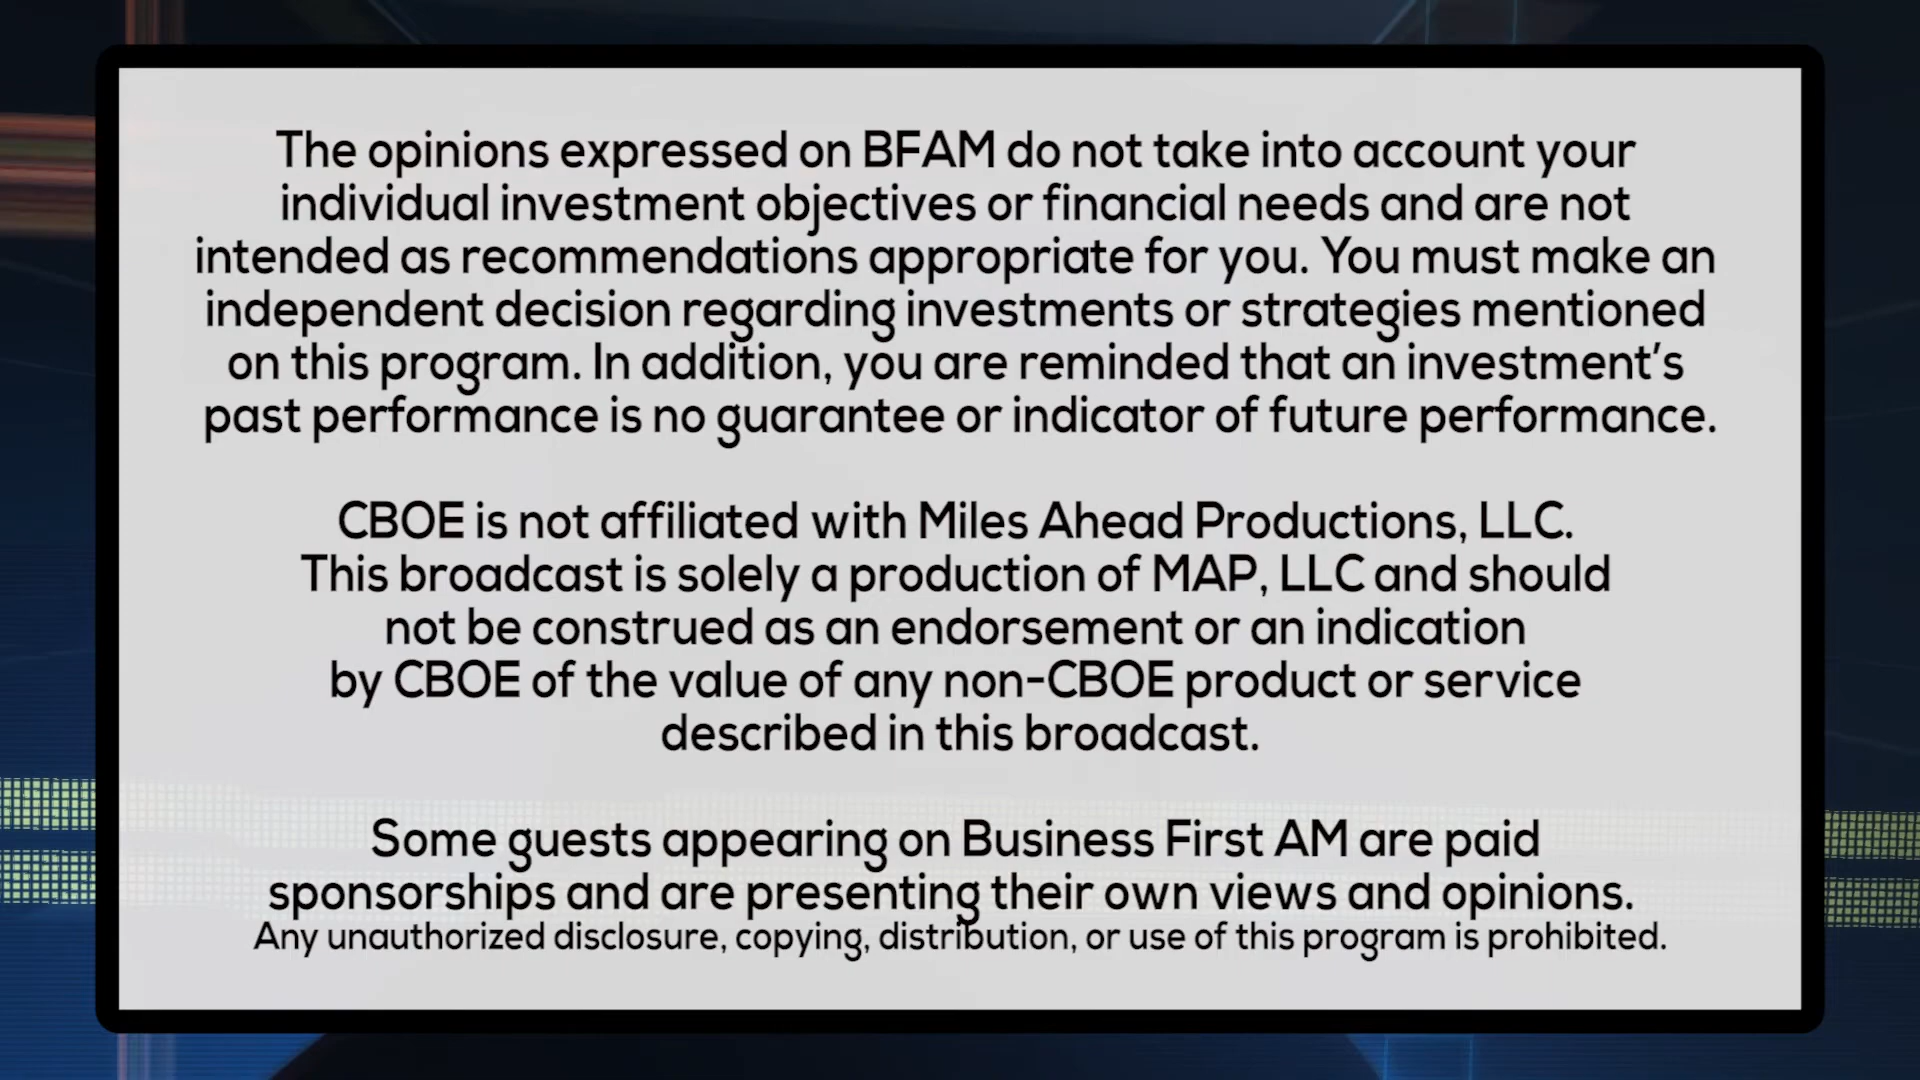 The opinions expressed on BFAM do not take into account your
individual investment objectives or financial needs and are not
intended as recommendations appropriate for you. You must make an
independent decision regarding investments or strategies mentioned
on this program. In addition, you are reminded that an investment’s
past performance is no guarantee or indicator of future performance.
CBOE is not affiliated with Miles Ahead Productions, LLC.
This broadcast is solely a production of MAP, LLC and should
not be construed as an endorsement or an indication
by CBOE of the value of any non-CBOE product or service
described in this broadcast.
Some guests appearing on Business First AM are paid
sponsorships and are presenting their own views and opinions.
Any unauthorized disclosure, copying, distribution, or use of this program is prohibited.